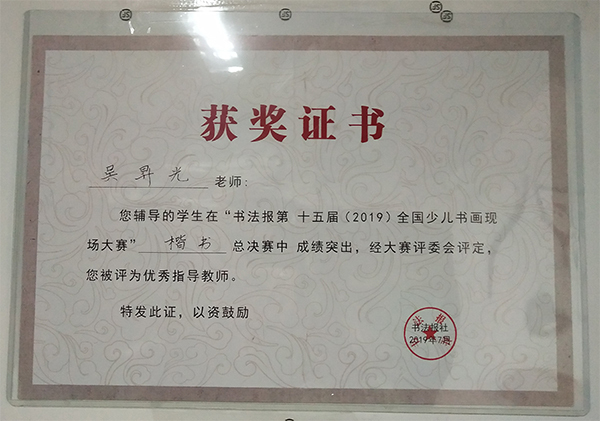 获奖证书
吴昇光 老师:
您辅导的学生在“书法报第 十五届（2019）全国少儿书画现
场大赛” 楷书 总决赛中 成绩突出，经大赛评委会评定，
您被评为优秀指导教师。
特发此证，以资鼓励
书法报社
2019年7月